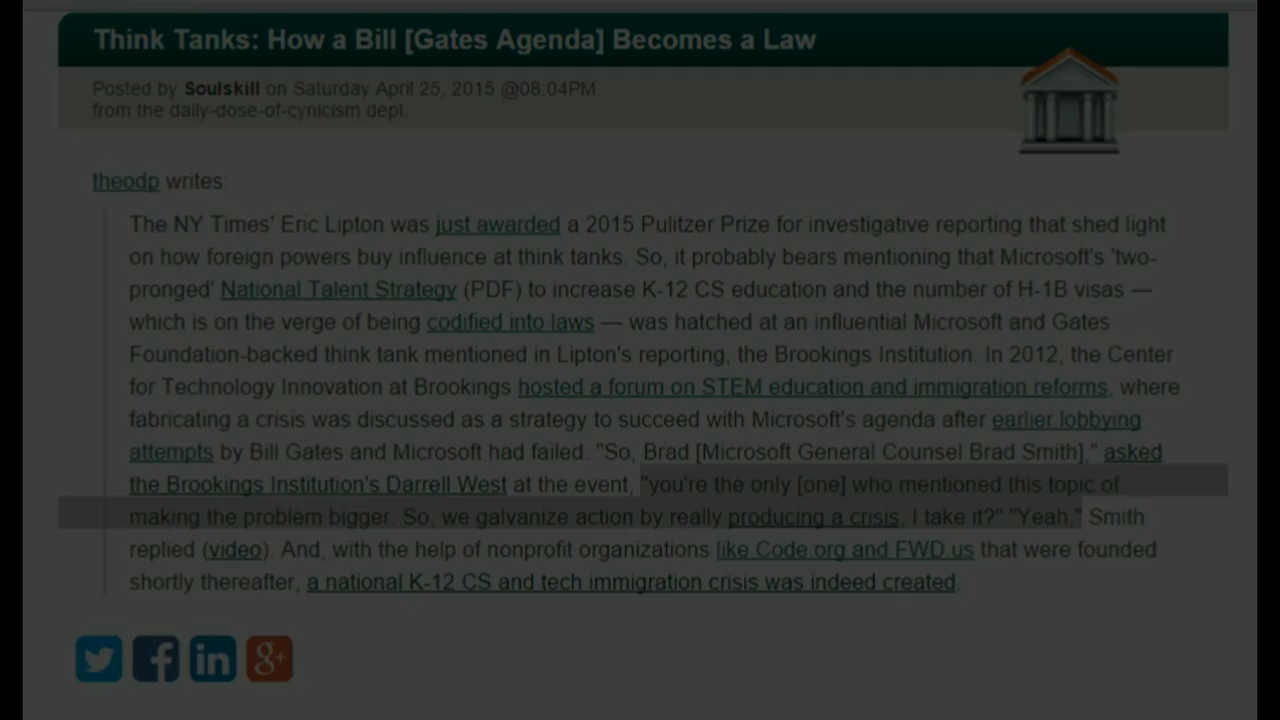 Think Tanks: How a Bill [Gates Agenda] Becomes a Law
Posted by Soulskill on Saturday April 25, 2015 @08:04PM
from the daily-dose-of-cynicism dept.
theodp writes:
The NY Times' Eric Lipton was just awarded a 2015 Pulitzer Prize for investigative reporting that shed light
on how foreign powers buy influence at think tanks. So, it probably bears mentioning that Microsoft's 'two-
pronged' National Talent Strategy (PDF) to increase K-12 CS education and the number of H-1B visas —
which is on the verge of being codified into laws — was hatched at an influential Microsoft and Gates
Foundation-backed think tank mentioned in Lipton's reporting, the Brookings Institution. In 2012, the Center
for Technology Innovation at Brookings hosted a forum on STEM education and immigration reforms, where
fabricating a crisis was discussed as a strategy to succeed with Microsoft's agenda after earlier lobbying
attempts by Bill Gates and Microsoft had failed. "So, Brad [Microsoft General Counsel Brad Smith]," asked
the Brookings Institution's Darrell West at the event, "you're the only [one] who mentioned this topic of
making the problem bigger. So, we galvanize action by really producing a crisis, I take it?" "Yeah," Smith
replied (video). And, with the help of nonprofit organizations like Code.org and FWD.us that were founded
shortly thereafter, a national K-12 CS and tech immigration crisis was indeed created.
f
in
g+